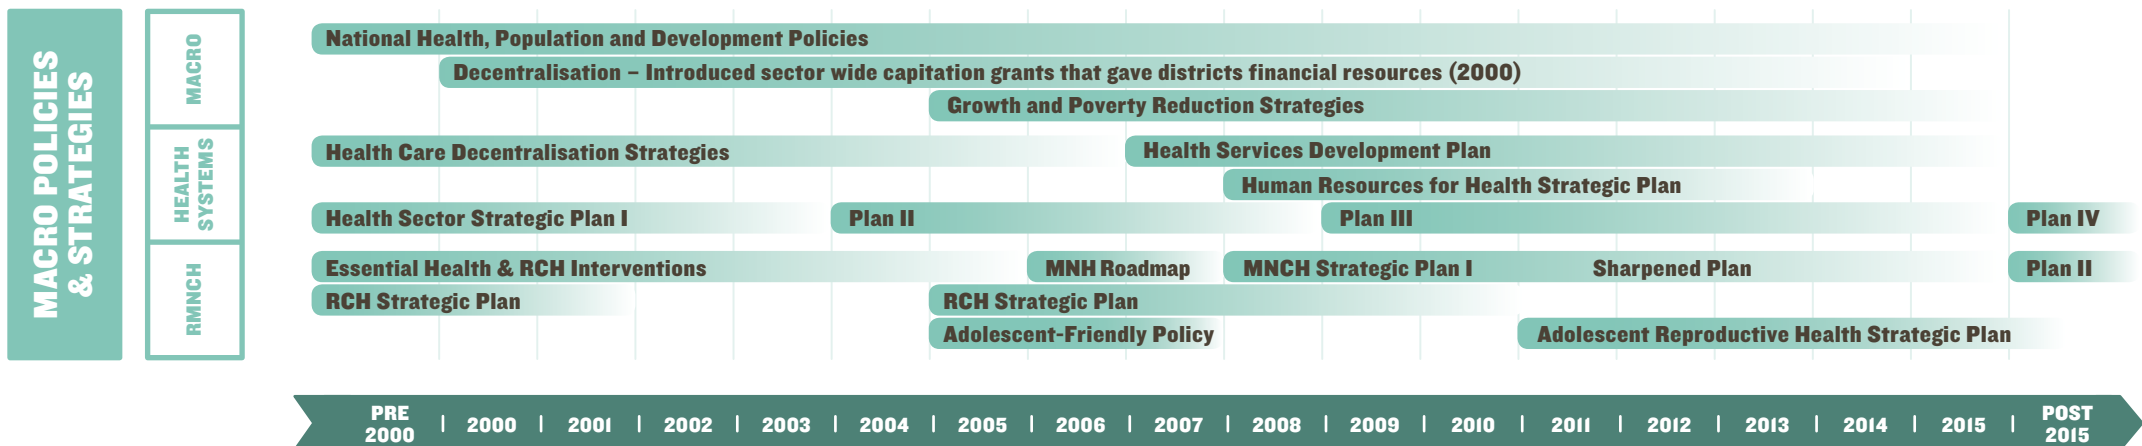 MACRO POLICIES
& STRATEGIES
MACRO
National Health, Population and Development Policies
Decentralisation – Introduced sector wide capitation grants that gave districts financial resources (2000)
Growth and Poverty Reduction Strategies
HEALTH
SYSTEMS
Health Care Decentralisation Strategies
Health Services Development Plan
Human Resources for Health Strategic Plan
Health Sector Strategic Plan I
Plan II
Plan III
Plan IV
RMNCH
Essential Health & RCH Interventions
MNH Roadmap
MNCH Strategic Plan I
Sharpened Plan
Plan II
RCH Strategic Plan
RCH Strategic Plan
Adolescent-Friendly Policy
Adolescent Reproductive Health Strategic Plan
PRE
2000
2000
2001
2002
2003
2004
2005
2006
2007
2008
2009
2010
2011
2012
2013
2014
2015
POST
2015